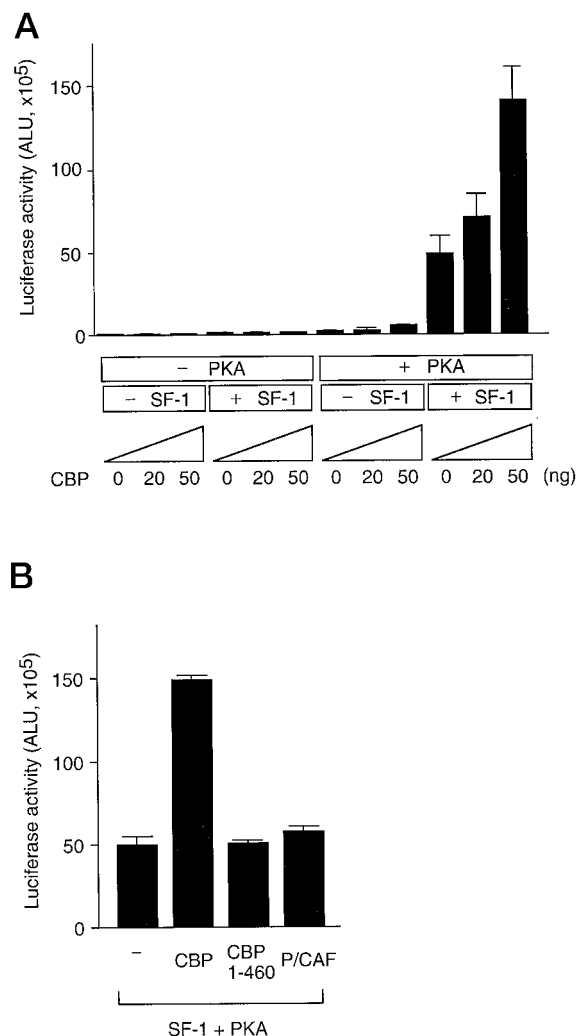 A
Luciferase activity (ALU, x10⁵)
150
100
50
0
− PKA + PKA
− SF-1 + SF-1 − SF-1 + SF-1
CBP 0 20 50 0 20 50 0 20 50 0 20 50 (ng)
B
Luciferase activity (ALU, x10⁵)
150
100
50
0
− CBP CBP P/CAF
1-460
SF-1 + PKA